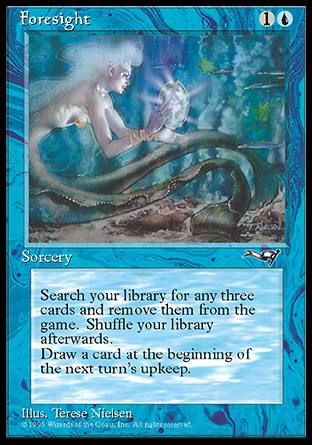 Foresight 1
Sorcery
Search your library for any three
cards and remove them from the
game. Shuffle your library
afterwards.
Draw a card at the beginning of
the next turn's upkeep.
Illus. Terese Nielsen
© 1996 Wizards of the Coast, Inc. All rights reserved.